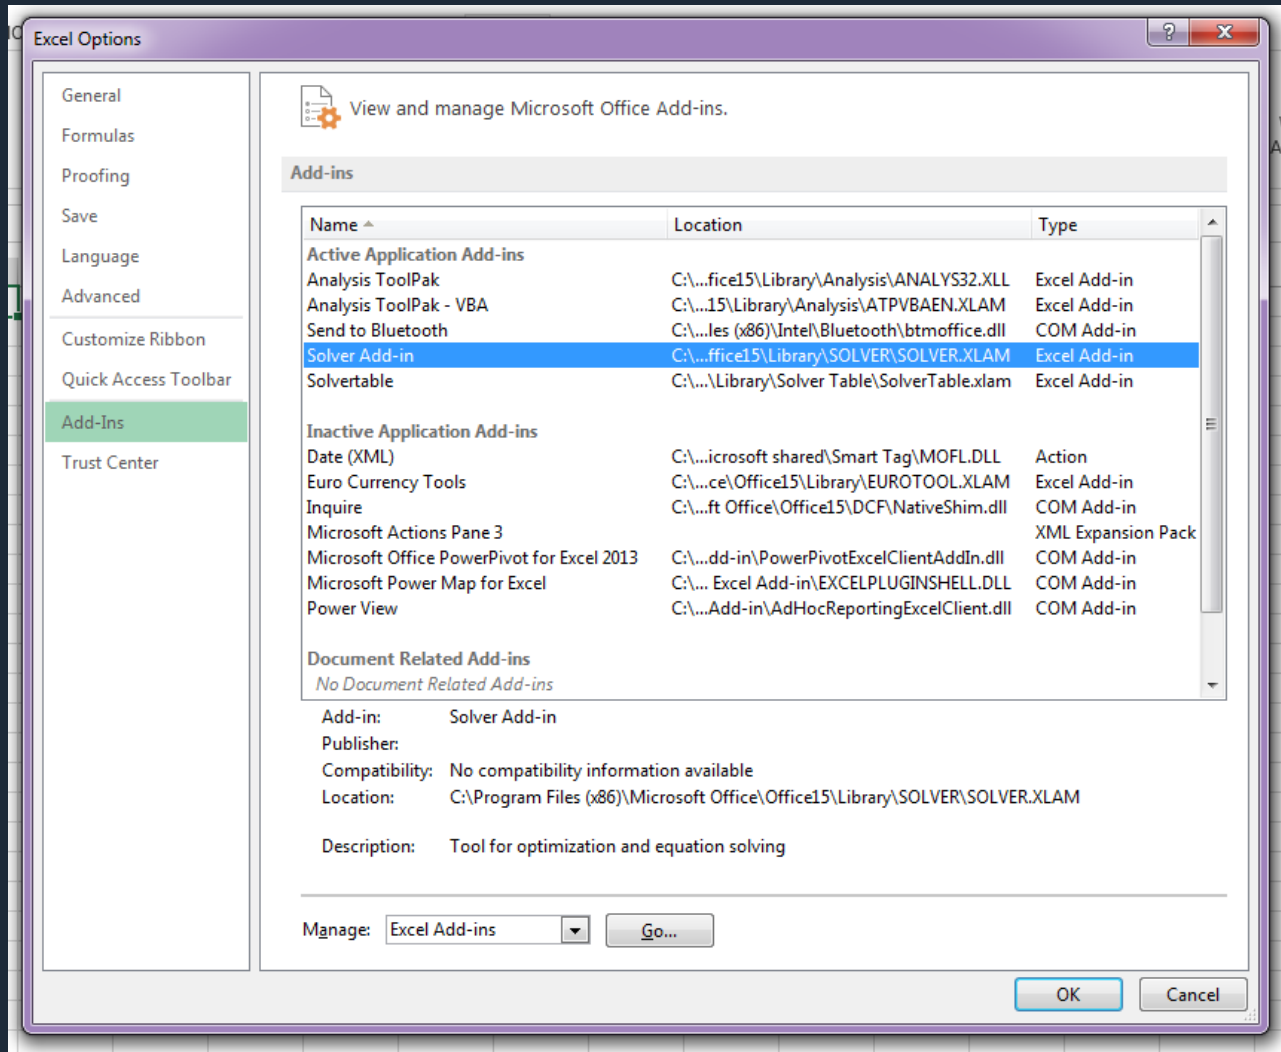 Excel Options
?
General
Formulas
Proofing
Save
Language
Advanced
Customize Ribbon
Quick Access Toolbar
Add-Ins
Trust Center
View and manage Microsoft Office Add-ins.
Add-ins
Name Location Type
Active Application Add-ins
Analysis ToolPak C:\...fice15\Library\Analysis\ANALYS32.XLL Excel Add-in
Analysis ToolPak - VBA C:\...15\Library\Analysis\ATPVBAEN.XLAM Excel Add-in
Send to Bluetooth C:\...les (x86)\Intel\Bluetooth\btmoffice.dll COM Add-in
Solver Add-in C:\...ffice15\Library\SOLVER\SOLVER.XLAM Excel Add-in
Solvertable C:\...\Library\Solver Table\SolverTable.xlam Excel Add-in
Inactive Application Add-ins
Date (XML) C:\...icrosoft shared\Smart Tag\MOFL.DLL Action
Euro Currency Tools C:\...ce\Office15\Library\EUROTOOL.XLAM Excel Add-in
Inquire C:\...ft Office\Office15\DCF\NativeShim.dll COM Add-in
Microsoft Actions Pane 3 XML Expansion Pack
Microsoft Office PowerPivot for Excel 2013 C:\...dd-in\PowerPivotExcelClientAddIn.dll COM Add-in
Microsoft Power Map for Excel C:\... Excel Add-in\EXCELPLUGINSHELL.DLL COM Add-in
Power View C:\...Add-in\AdHocReportingExcelClient.dll COM Add-in
Document Related Add-ins
No Document Related Add-ins
Add-in: Solver Add-in
Publisher:
Compatibility: No compatibility information available
Location: C:\Program Files (x86)\Microsoft Office\Office15\Library\SOLVER\SOLVER.XLAM
Description: Tool for optimization and equation solving
Manage: Excel Add-ins Go...
OK Cancel